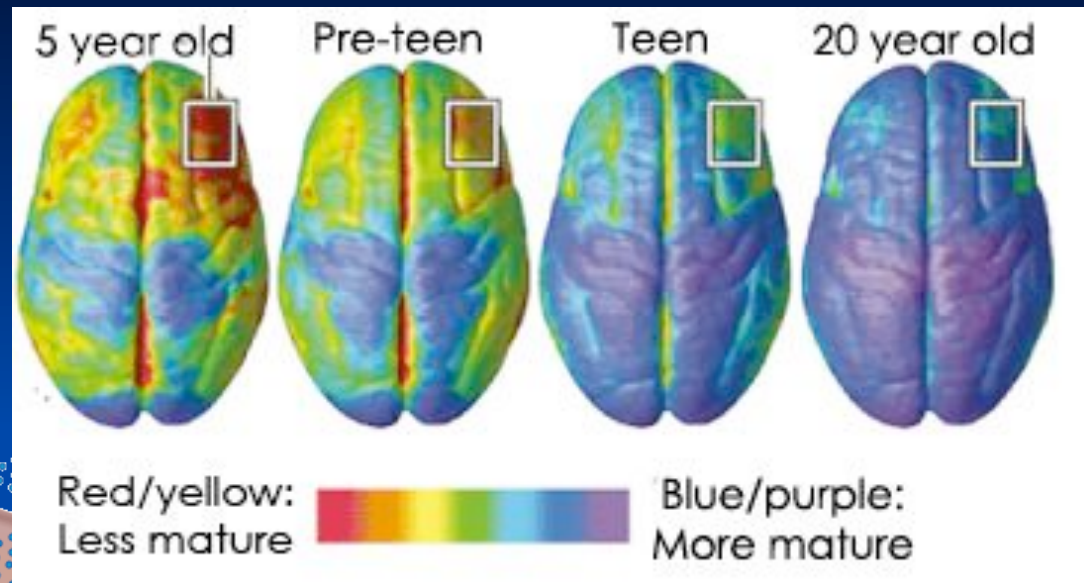 5 year old
Pre-teen
Teen
20 year old
Red/yellow:
Less mature
Blue/purple:
More mature